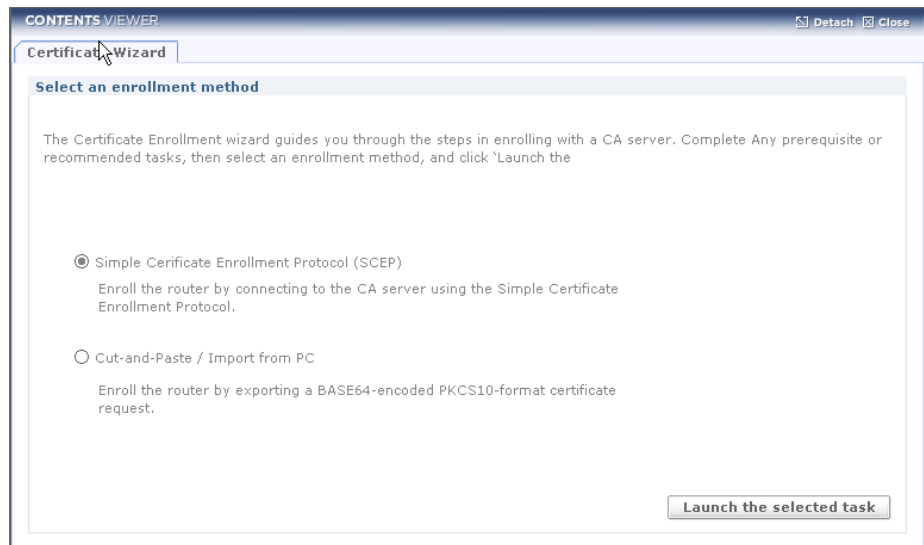 CONTENTS VIEWER
Detach Close
Certificate Wizard
Select an enrollment method
The Certificate Enrollment wizard guides you through the steps in enrolling with a CA server. Complete Any prerequisite or
recommended tasks, then select an enrollment method, and click `Launch the
Simple Cerificate Enrollment Protocol (SCEP)
Enroll the router by connecting to the CA server using the Simple Certificate
Enrollment Protocol.
Cut-and-Paste / Import from PC
Enroll the router by exporting a BASE64-encoded PKCS10-format certificate
request.
Launch the selected task